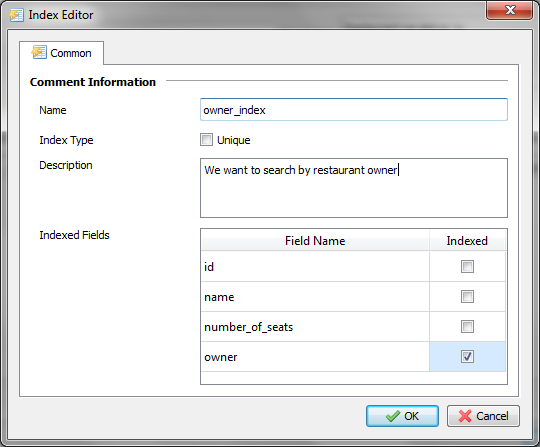 Index Editor
Common
Comment Information
Name owner_index
Index Type Unique
Description We want to search by restaurant owner
Indexed Fields Field Name Indexed
id
name
number_of_seats
owner
OK Cancel